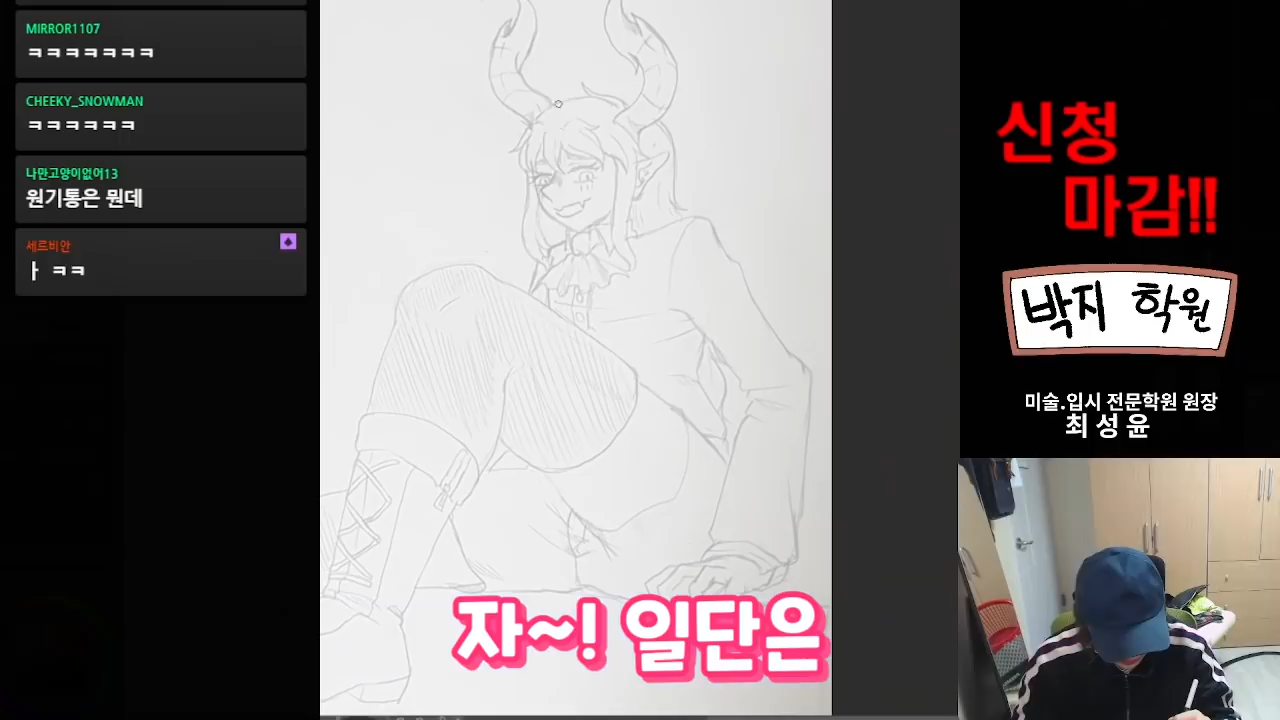 MIRROR1107
ㅋㅋㅋㅋㅋㅋㅋ
CHEEKY_SNOWMAN
ㅋㅋㅋㅋㅋㅋ
나만고양이없어13
원기통은 뭔데
세르비안
ㅏ ㅋㅋ
자~! 일단은
신청
마감!!
박지 학원
미술.입시 전문학원 원장
최성윤